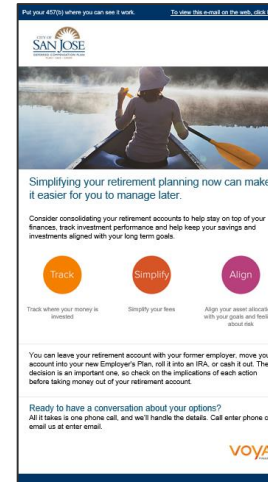 Put your 457(b) where you can see it work. To view this e-mail on the web, click
CITY OF
SAN JOSE
Simplifying your retirement planning now can make
it easier for you to manage later.
Consider consolidating your retirement accounts to help stay on top of your
finances, track investment performance and help keep your savings and
investments aligned with your long term goals.
Track Simplify Align
Track where your money is
invested
Simplify your fees
Align your asset allocati
with your goals and feeli
about risk
You can leave your retirement account with your former employer, move you
account into your new Employer's Plan, roll it into an IRA, or cash it out. The
decision is an important one, so check on the implications of each action
before taking money out of your retirement account.
Ready to have a conversation about your options?
All it takes is one phone call, and we'll handle the details. Call enter phone o
email us at enter email.
VOYA